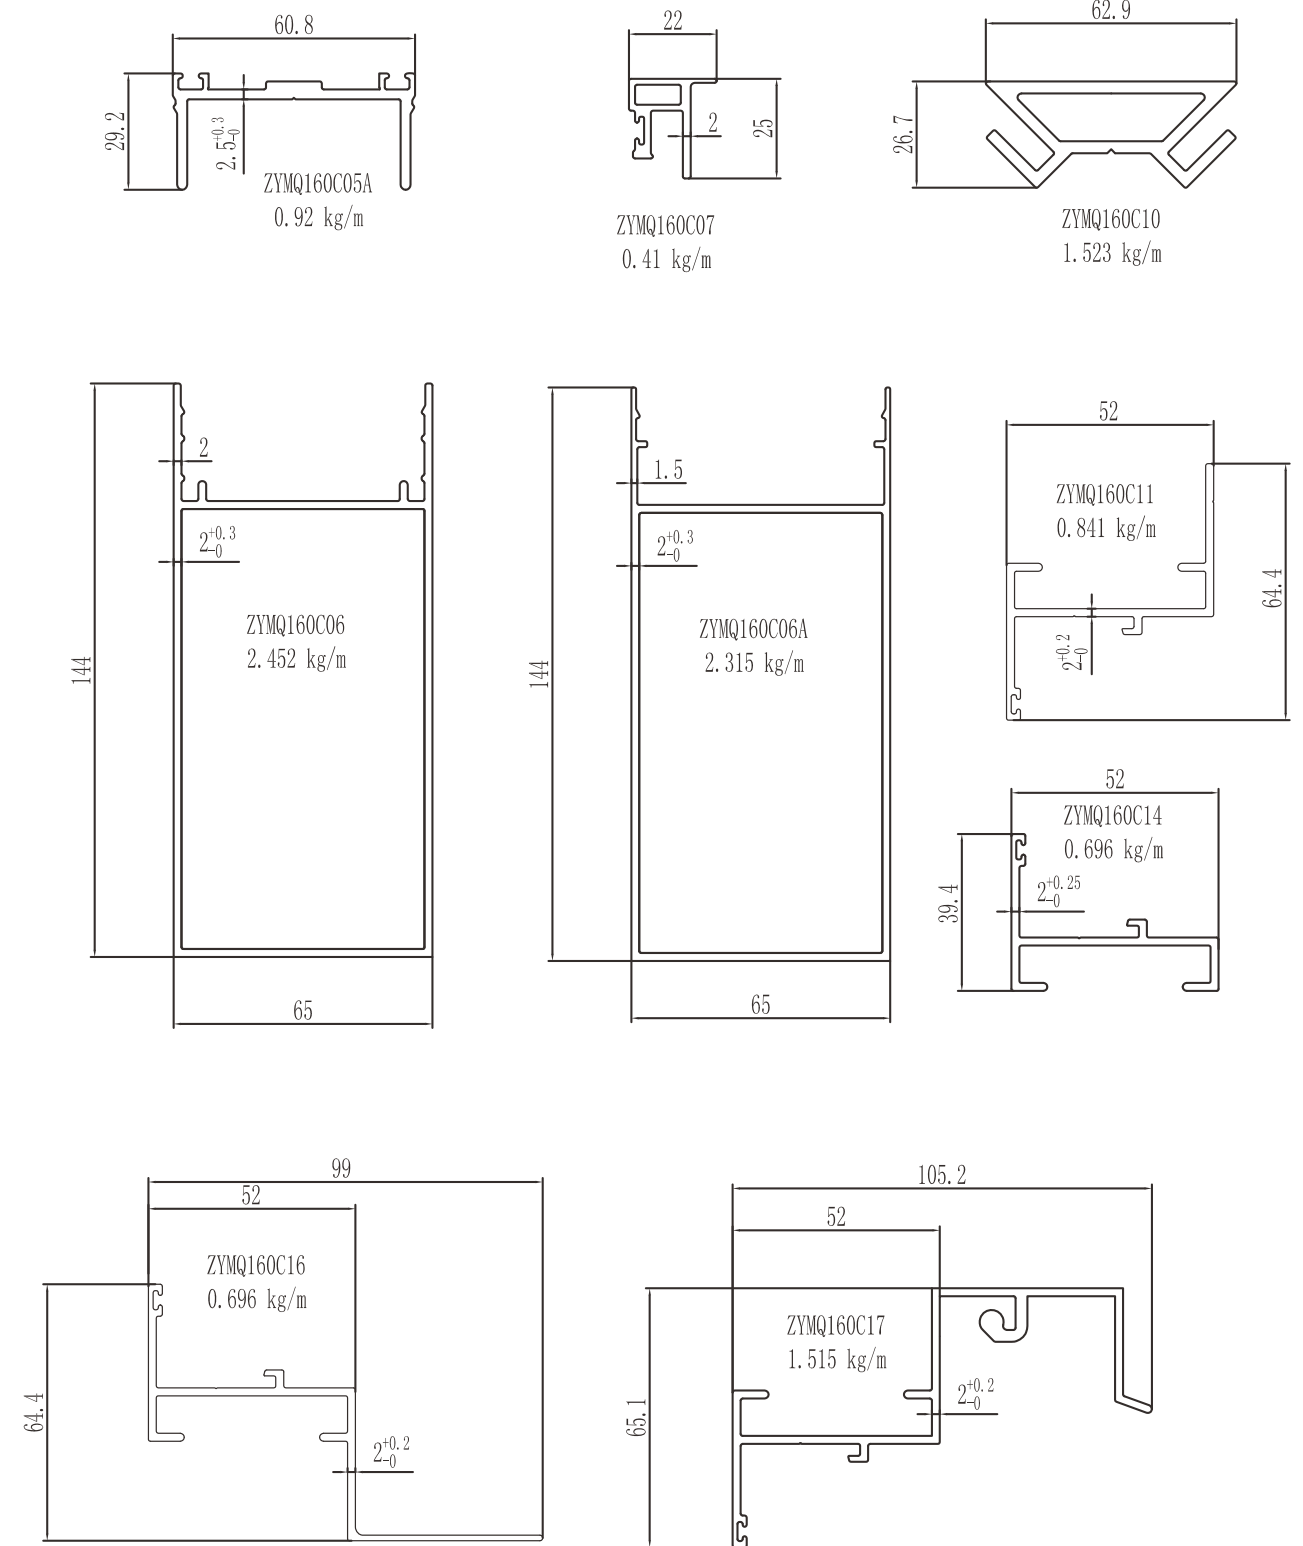 60.8
29.2
2.5+0.3-0
ZYMQ160C05A
0.92 kg/m
22
2
25
ZYMQ160C07
0.41 kg/m
62.9
26.7
ZYMQ160C10
1.523 kg/m
144
2
2+0.3-0
ZYMQ160C06
2.452 kg/m
65
144
1.5
2+0.3-0
ZYMQ160C06A
2.315 kg/m
65
52
ZYMQ160C11
0.841 kg/m
64.4
2+0.2-0
52
ZYMQ160C14
0.696 kg/m
39.4
2+0.25-0
99
52
ZYMQ160C16
0.696 kg/m
64.4
2+0.2-0
105.2
52
ZYMQ160C17
1.515 kg/m
65.1
2+0.2-0